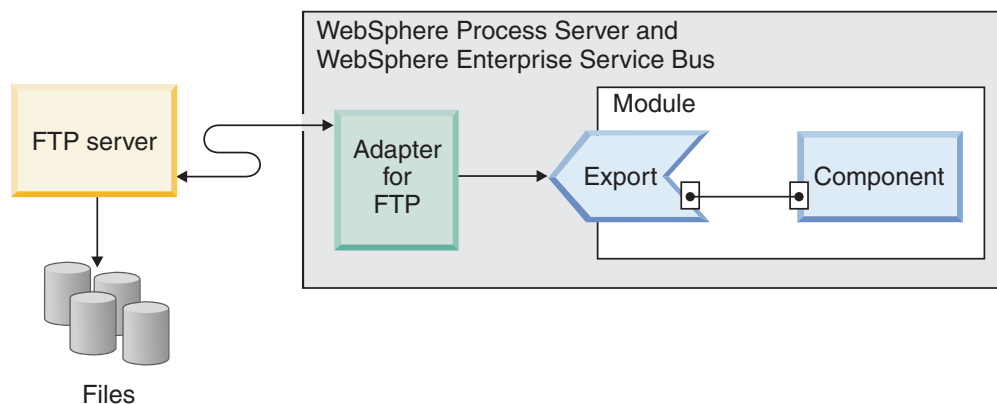 WebSphere Process Server and
WebSphere Enterprise Service Bus
Module
FTP server
Adapter
for
FTP
Export
Component
Files